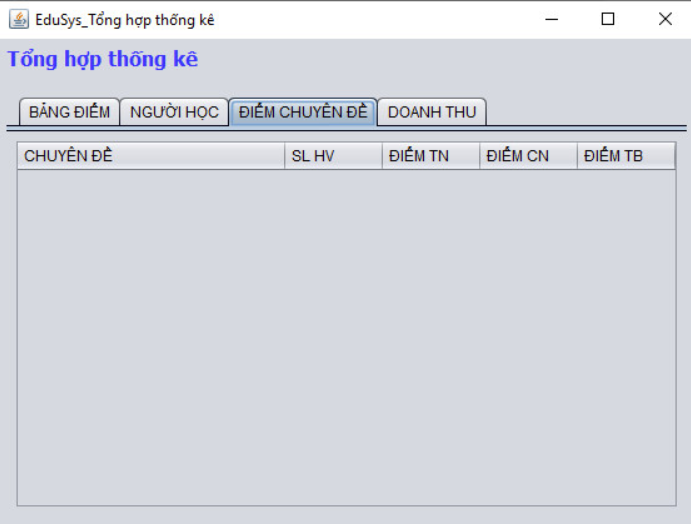 EduSys_Tổng hợp thống kê
Tổng hợp thống kê
BẢNG ĐIỂM NGƯỜI HỌC ĐIỂM CHUYÊN ĐỀ DOANH THU
CHUYÊN ĐỀ SL HV ĐIỂM TN ĐIỂM CN ĐIỂM TB